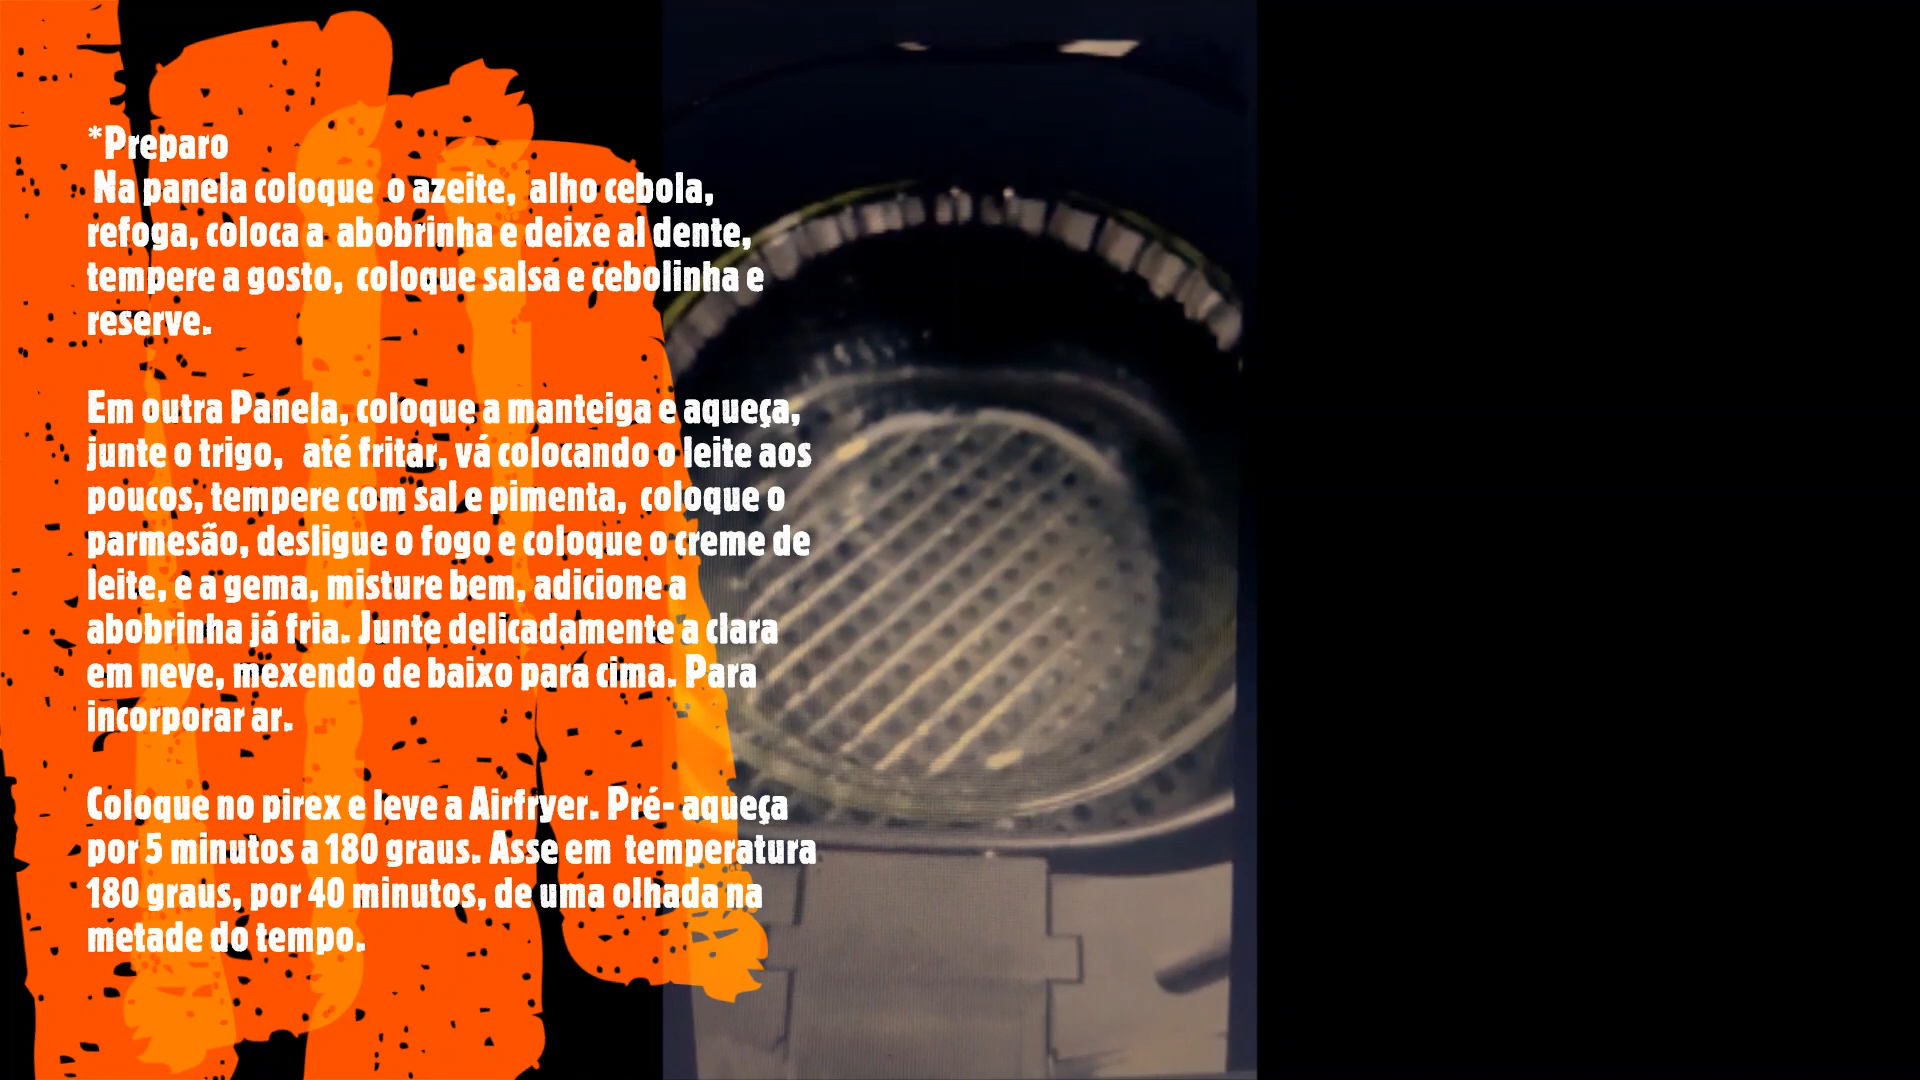 *Preparo
Na panela coloque o azeite, alho cebola,
refoga, coloca a abobrinha e deixe al dente,
tempere a gosto, coloque salsa e cebolinha e
reserve.
Em outra Panela, coloque a manteiga e aqueça,
junte o trigo, até fritar, vá colocando o leite aos
poucos, tempere com sal e pimenta, coloque o
parmesão, desligue o fogo e coloque o creme de
leite, e a gema, misture bem, adicione a
abobrinha já fria. Junte delicadamente a clara
em neve, mexendo de baixo para cima. Para
incorporar ar.
Coloque no pirex e leve a Airfryer. Pré- aqueça
por 5 minutos a 180 graus. Asse em temperatura
180 graus, por 40 minutos, de uma olhada na
metade do tempo.